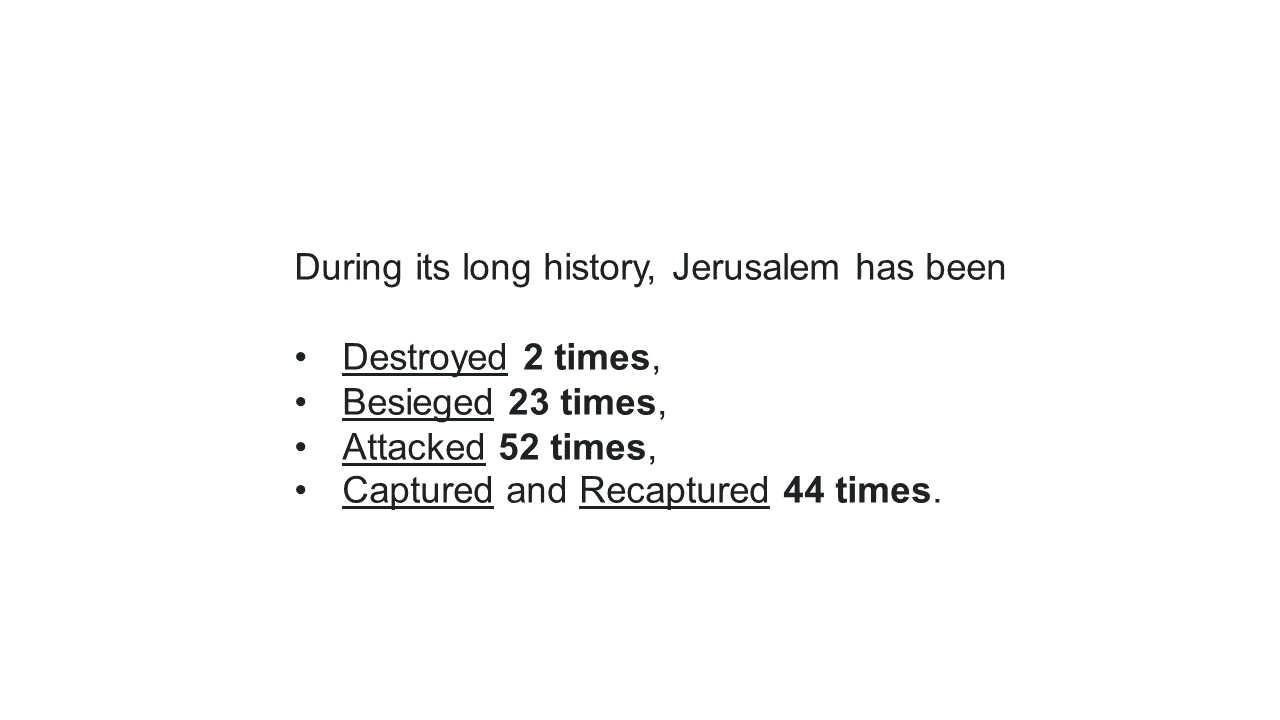 During its long history, Jerusalem has been
• Destroyed 2 times,
• Besieged 23 times,
• Attacked 52 times,
• Captured and Recaptured 44 times.